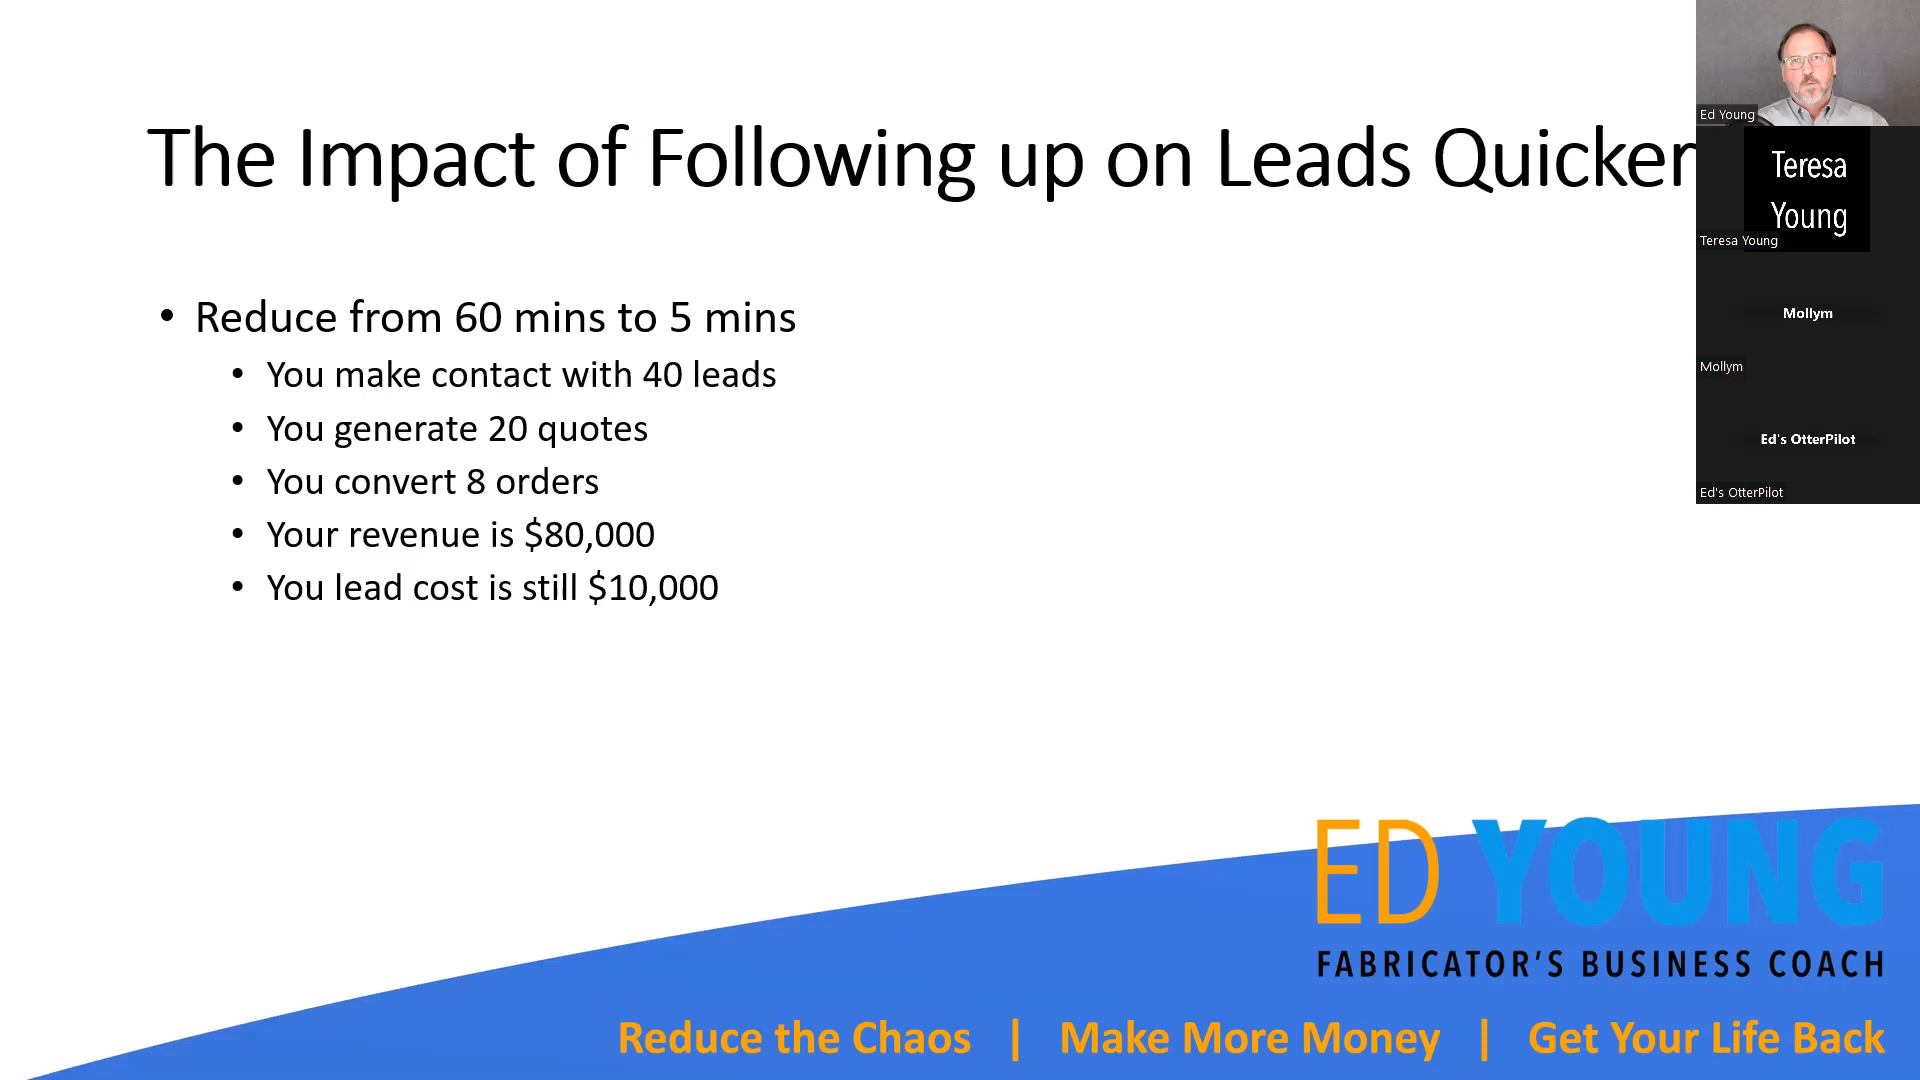 The Impact of Following up on Leads Quicker
• Reduce from 60 mins to 5 mins
• You make contact with 40 leads
• You generate 20 quotes
• You convert 8 orders
• Your revenue is $80,000
• You lead cost is still $10,000
Ed Young
Teresa
Young
Teresa Young
Mollym
Mollym
Ed's OtterPilot
Ed's OtterPilot
ED YOUNG
FABRICATOR'S BUSINESS COACH
Reduce the Chaos | Make More Money | Get Your Life Back